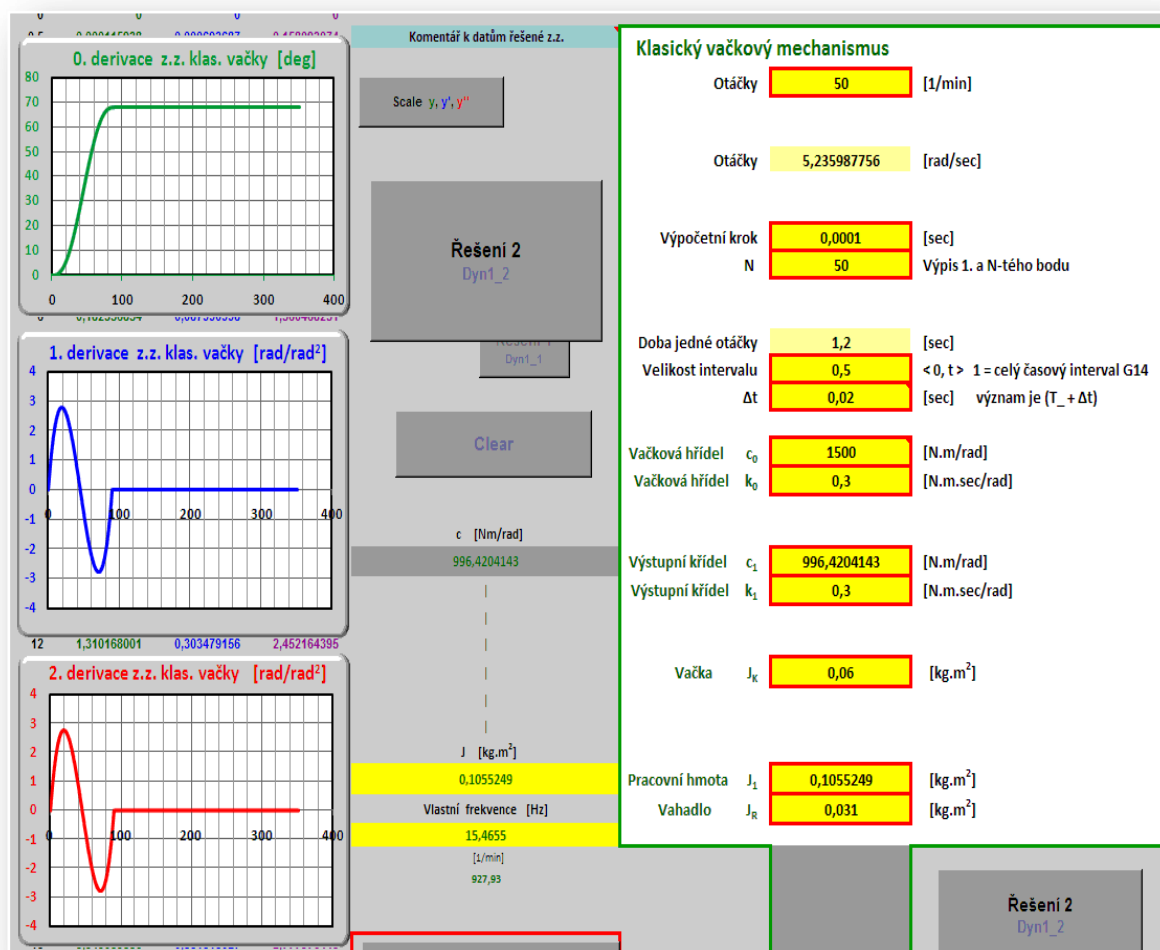 0 0 0 0
0. derivace z.z. klas. vačky [deg]
80
70
60
50
40
30
20
10
0
0 100 200 300 400
1. derivace z.z. klas. vačky [rad/rad²]
4
3
2
1
0
-1
-2
-3
-4
0 100 200 300 400
12 1,310168001 0,303479156 2,452164395
2. derivace z.z. klas. vačky [rad/rad²]
4
3
2
1
0
-1
-2
-3
-4
0 100 200 300 400
Komentář k datům řešené z.z.
Scale y, y', y''
Řešení 2
Dyn1_2
Dyn1_1
Clear
c [Nm/rad]
996,4204143
J [kg.m²]
0,1055249
Vlastní frekvence [Hz]
15,4655
[1/min]
927,93
Klasický vačkový mechanismus
Otáčky 50 [1/min]
Otáčky 5,235987756 [rad/sec]
Výpočetní krok 0,0001 [sec]
N 50 Výpis 1. a N-tého bodu
Doba jedné otáčky 1,2 [sec]
Velikost intervalu 0,5 < 0, t > 1 = celý časový interval G14
Δt 0,02 [sec] význam je (T_ + Δt)
Vačková hřídel c₀ 1500 [N.m/rad]
Vačková hřídel k₀ 0,3 [N.m.sec/rad]
Výstupní křídel c₁ 996,4204143 [N.m/rad]
Výstupní křídel k₁ 0,3 [N.m.sec/rad]
Vačka J_K 0,06 [kg.m²]
Pracovní hmota J₁ 0,1055249 [kg.m²]
Vahadlo J_R 0,031 [kg.m²]
Řešení 2
Dyn1_2